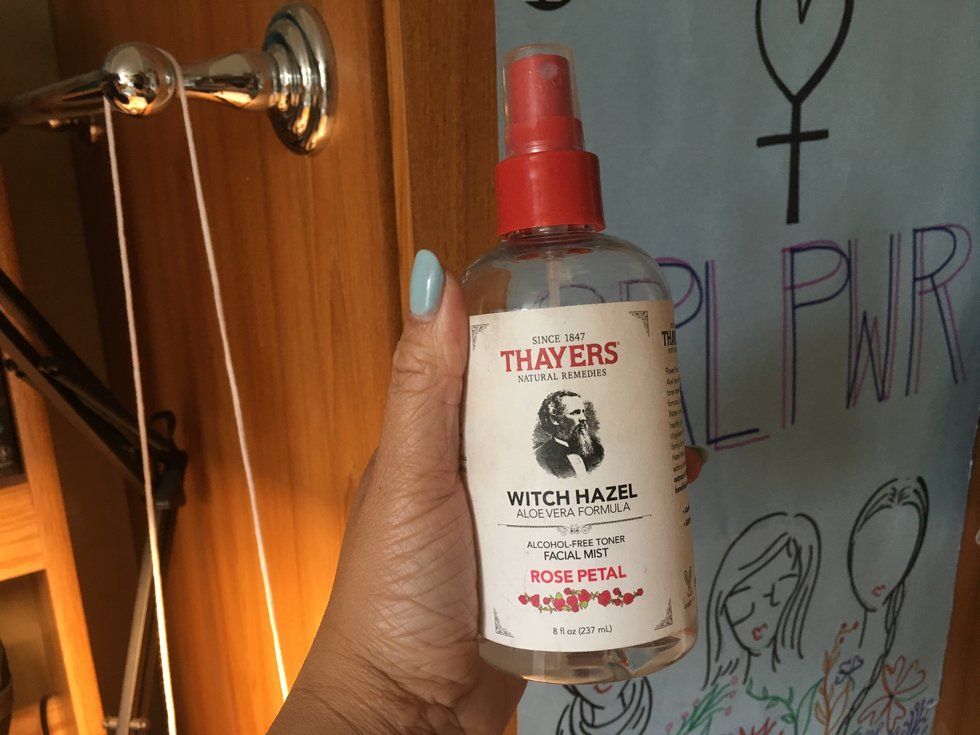 SINCE 1847
THAYERS®
NATURAL REMEDIES
WITCH HAZEL
ALOE VERA FORMULA
ALCOHOL-FREE TONER
FACIAL MIST
ROSE PETAL
8 fl oz (237 mL)
GRL PWR